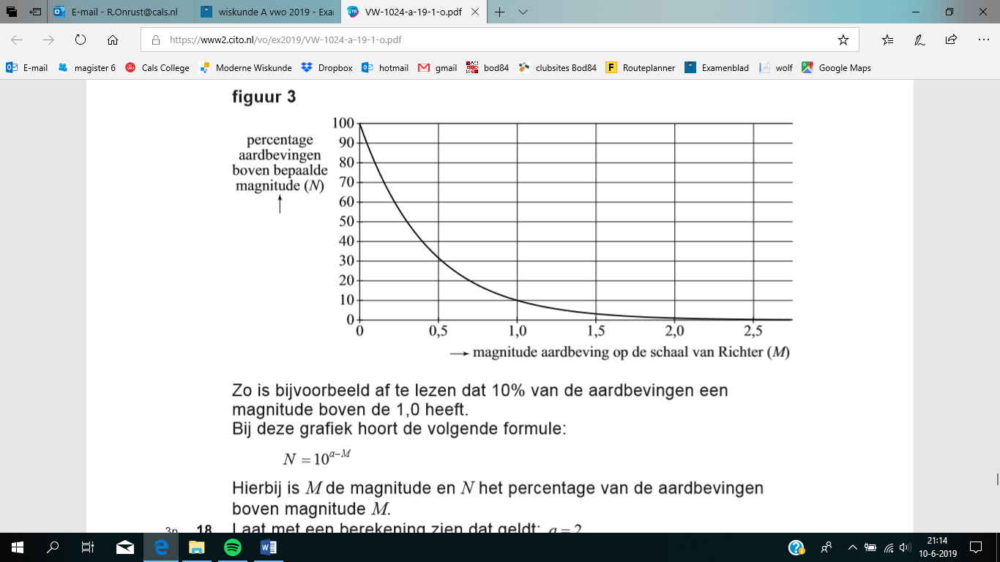 E-mail - R.Onrust@cals.nl
wiskunde A vwo 2019 - Exa
VW-1024-a-19-1-o.pdf
https://www2.cito.nl/vo/ex2019/VW-1024-a-19-1-o.pdf
E-mail magister 6 Cals College Moderne Wiskunde Dropbox hotmail gmail bod84 clubsites Bod84 Routeplanner Examenblad wolf Google Maps
figuur 3
percentage
aardbevingen
boven bepaalde
magnitude (N)
100
90
80
70
60
50
40
30
20
10
0
0 0,5 1,0 1,5 2,0 2,5
magnitude aardbeving op de schaal van Richter (M)
Zo is bijvoorbeeld af te lezen dat 10% van de aardbevingen een
magnitude boven de 1,0 heeft.
Bij deze grafiek hoort de volgende formule:
N = 10^{a−M}
Hierbij is M de magnitude en N het percentage van de aardbevingen
boven magnitude M.
3p 18 Laat met een berekening zien dat geldt: a = 2
21:14
10-6-2019